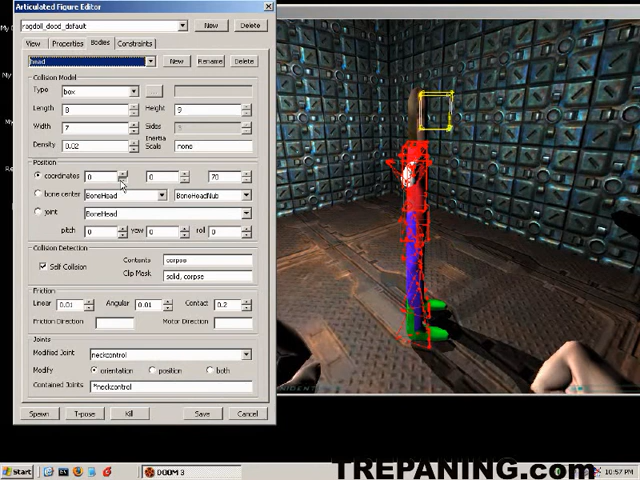 Articulated Figure Editor
ragdoll_dood_default New Delete
View Properties Bodies Constraints
head New Rename Delete
Collision Model
Type box ...
Length 8 Height 9
Width 7 Sides
Density 0.02 Inertia Scale none
Position
coordinates 0 0 70
bone center BoneHead BoneHeadNub
joint BoneHead
pitch 0 yaw 0 roll 0
Collision Detection
Self Collision Contents corpse
Clip Mask solid, corpse
Friction
Linear 0.01 Angular 0.01 Contact 0.2
Friction Direction Motor Direction
Joints
Modified Joint neckcontrol
Modify orientation position both
Contained Joints *neckcontrol
Spawn T-pose Kill Save Cancel
Start DOOM 3 10:57 PM
TREPANING.com